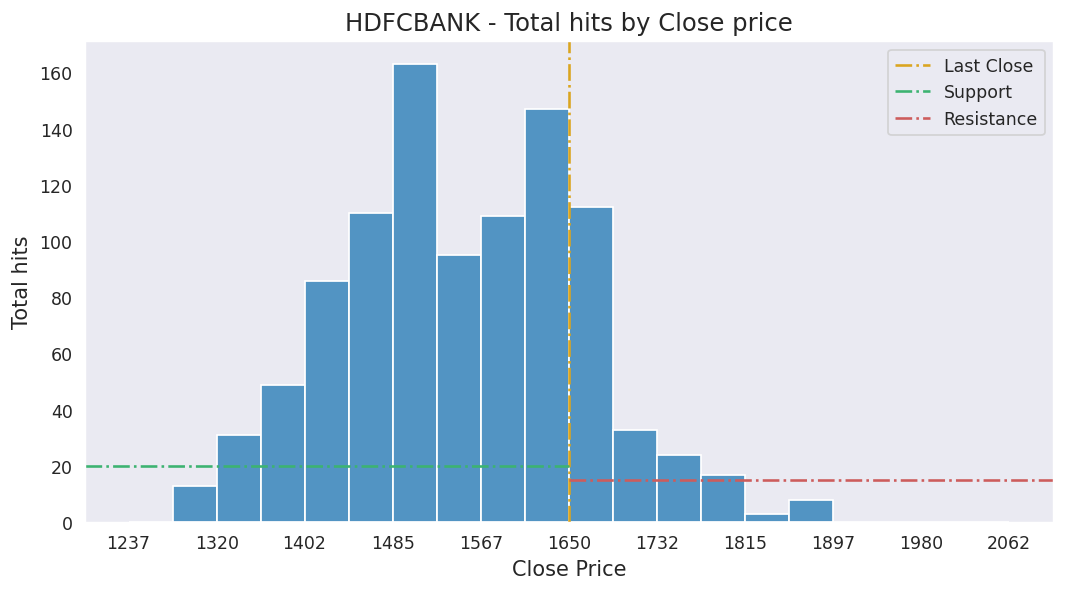 HDFCBANK - Total hits by Close price
Last Close
Support
Resistance
Total hits
160
140
120
100
80
60
40
20
0
1237 1320 1402 1485 1567 1650 1732 1815 1897 1980 2062
Close Price